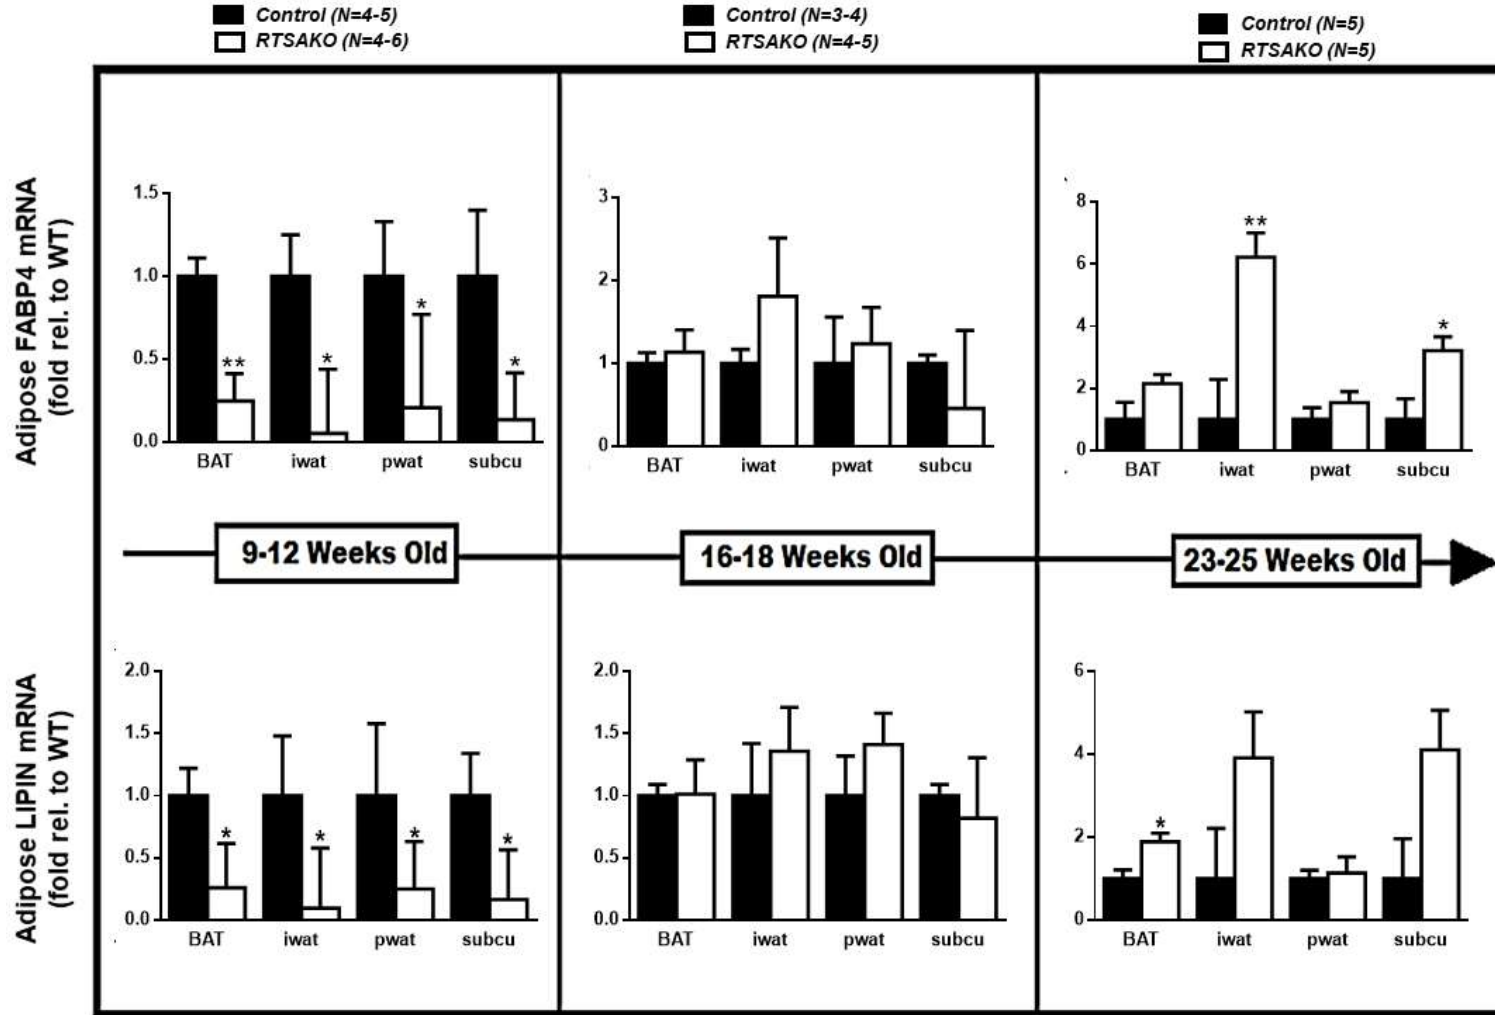 Control (N=4-5)
RTSAKO (N=4-6)
Control (N=3-4)
RTSAKO (N=4-5)
Control (N=5)
RTSAKO (N=5)
Adipose FABP4 mRNA
(fold rel. to WT)
1.5
1.0
0.5
0.0
** * * *
BAT iwat pwat subcu
3
2
1
0
BAT iwat pwat subcu
8
6
4
2
0
** *
BAT iwat pwat subcu
9-12 Weeks Old
16-18 Weeks Old
23-25 Weeks Old
Adipose LIPIN mRNA
(fold rel. to WT)
2.0
1.5
1.0
0.5
0.0
* * * *
BAT iwat pwat subcu
2.0
1.5
1.0
0.5
0.0
BAT iwat pwat subcu
6
4
2
0
*
BAT iwat pwat subcu